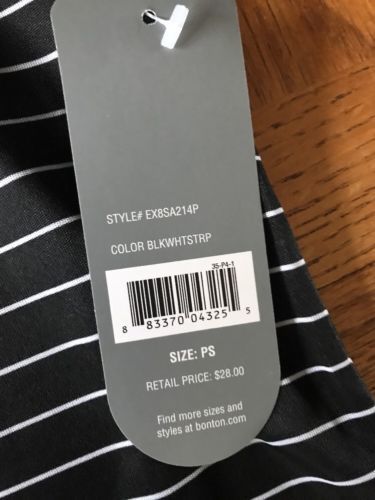 STYLE# EX8SA214P
COLOR BLKWHTSTRP
35-P4-1
8 83370 04325 5
SIZE: PS
RETAIL PRICE: $28.00
Find more sizes and
styles at bonton.com